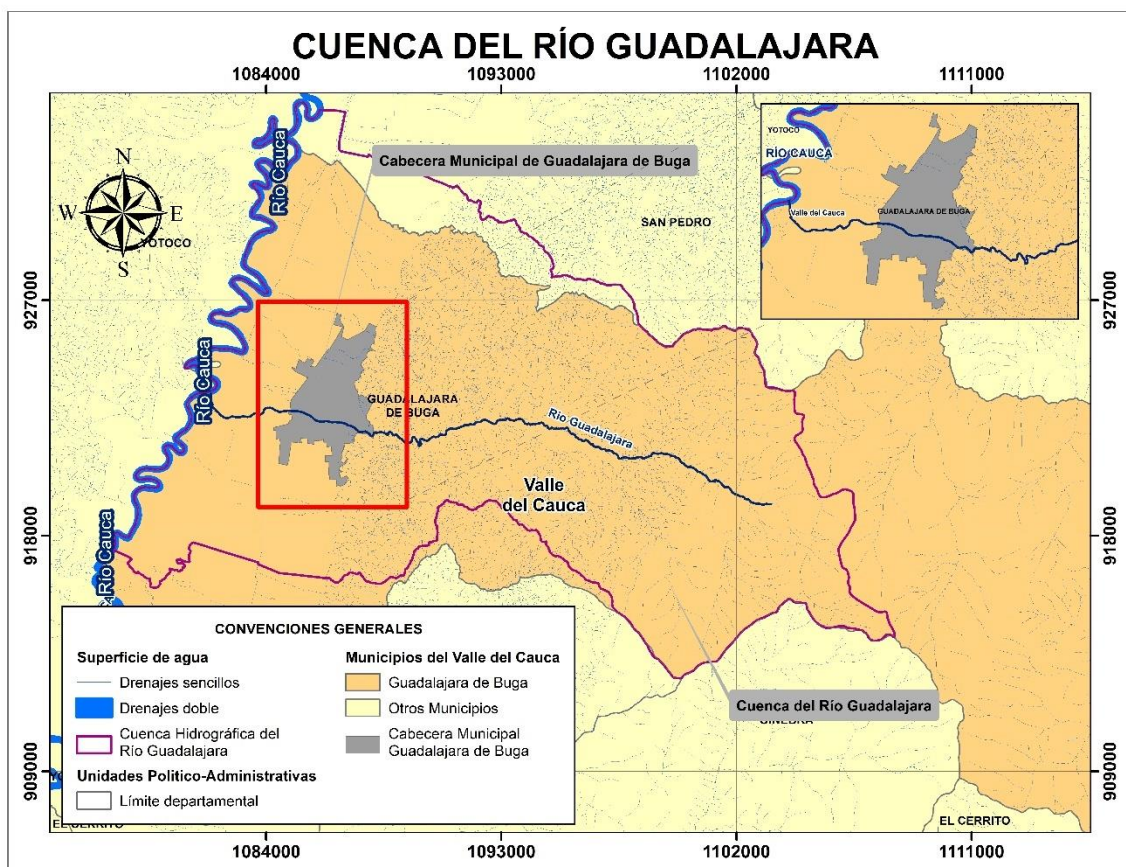 CUENCA DEL RÍO GUADALAJARA
1084000
1093000
1102000
1111000
Río Cauca
Cabecera Municipal de Guadalajara de Buga
N
W E
S
YOTOCO
SAN PEDRO
YOTOCO
RÍO CAUCA
Valle del Cauca
GUADALAJARA DE BUGA
927000
927000
Río Cauca
GUADALAJARA
DE BUGA
Río Guadalajara
Valle
del Cauca
918000
918000
Río Cauca
CONVENCIONES GENERALES
Superficie de agua
Drenajes sencillos
Drenajes doble
Cuenca Hidrográfica del
Río Guadalajara
Unidades Politico-Administrativas
Límite departamental
Municipios del Valle del Cauca
Guadalajara de Buga
Otros Municipios
Cabecera Municipal
Guadalajara de Buga
Cuenca del Río Guadalajara
GINEBRA
909000
909000
EL CERRITO
EL CERRITO
1084000
1093000
1102000
1111000